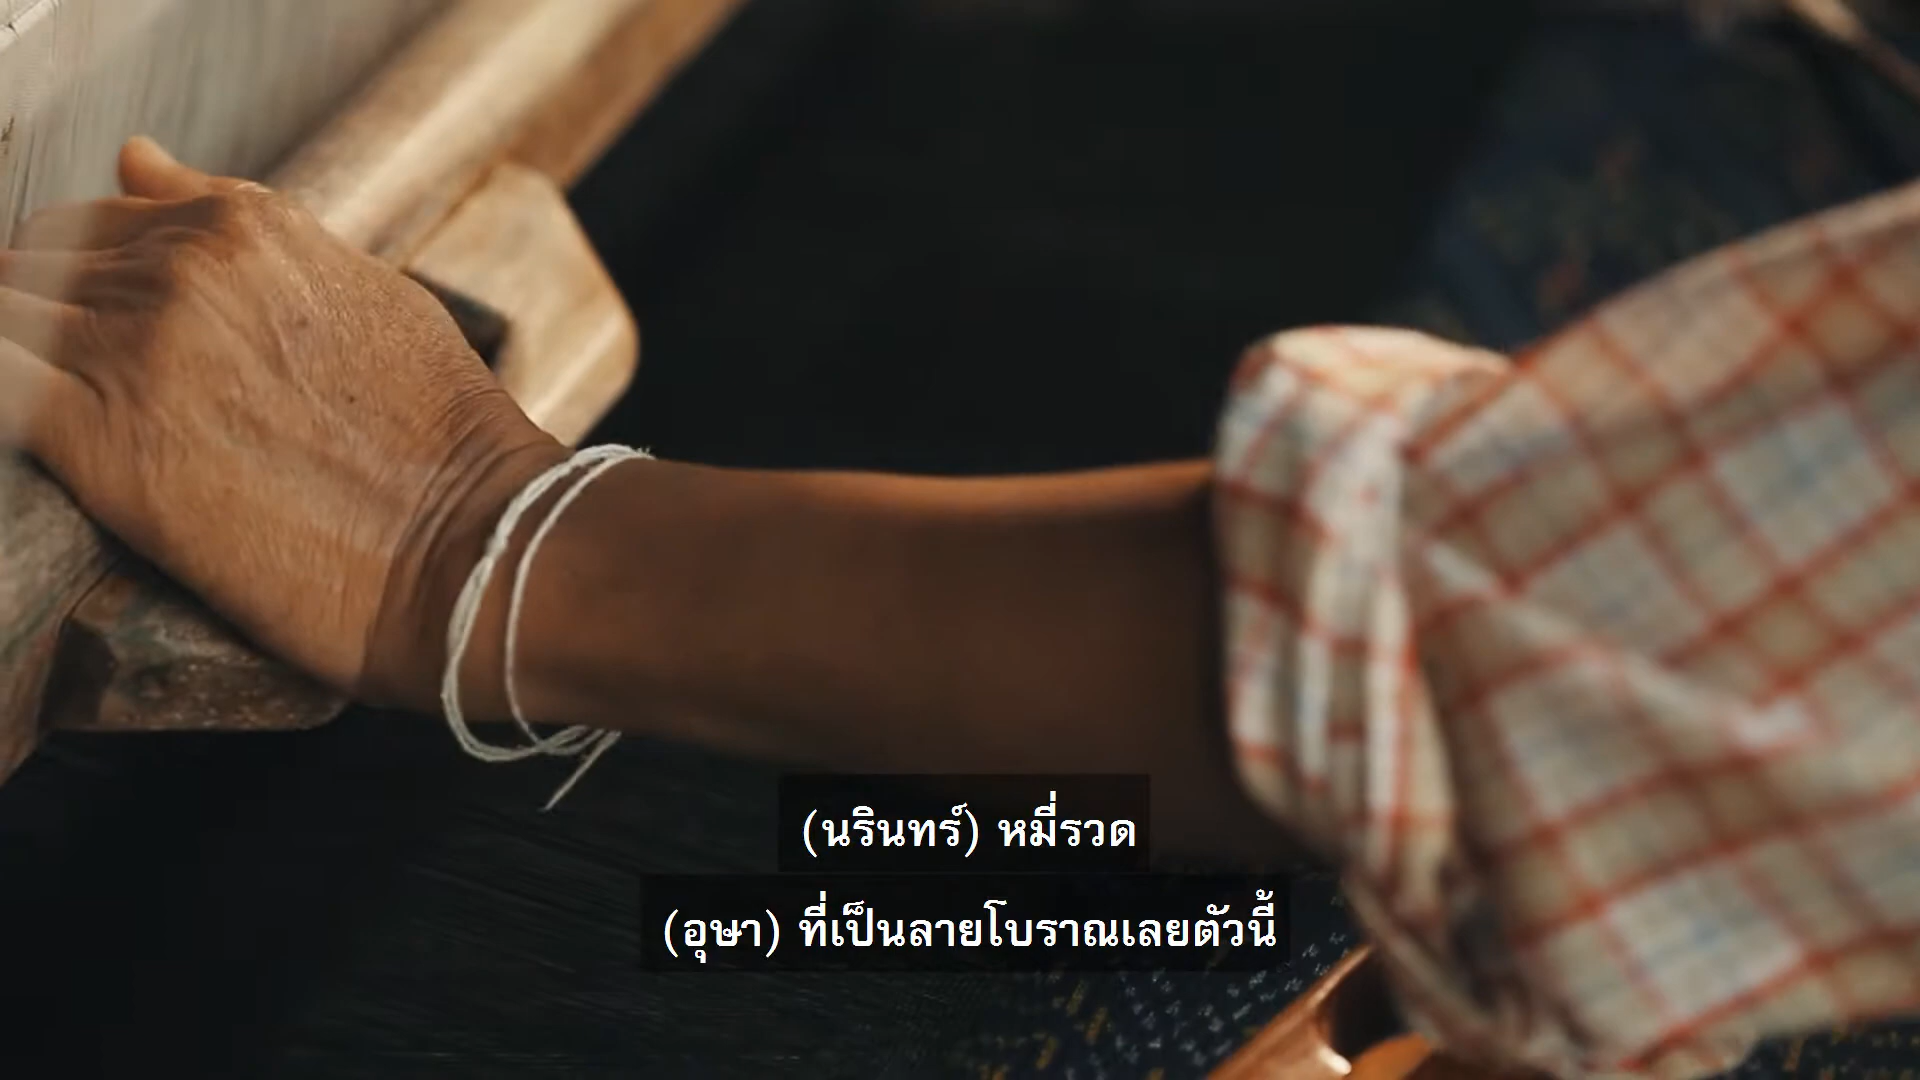 (นรินทร์) หมี่รวด
(อุษา) ที่เป็นลายโบราณเลยตัวนี้